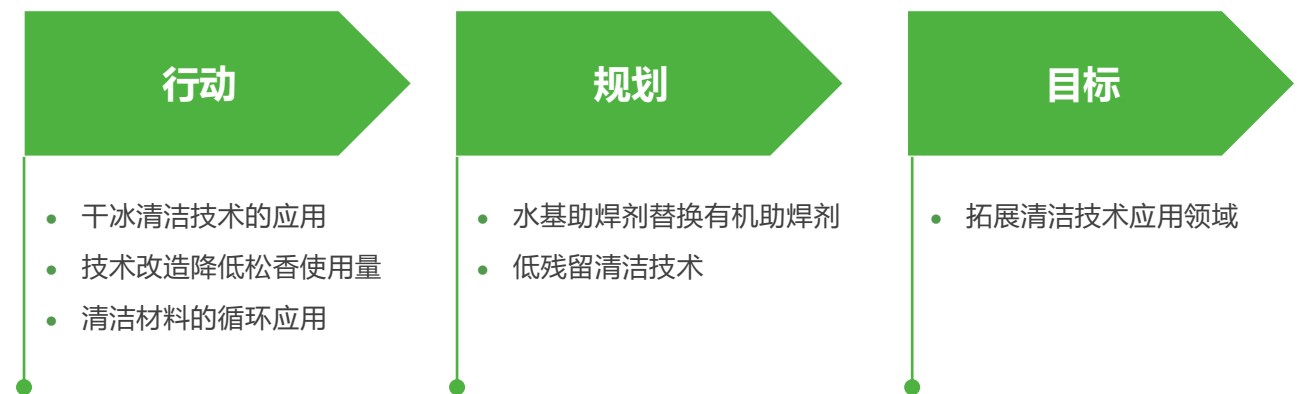 行动
干冰清洁技术的应用
技术改造降低松香使用量
清洁材料的循环应用
规划
水基助焊剂替换有机助焊剂
低残留清洁技术
目标
拓展清洁技术应用领域